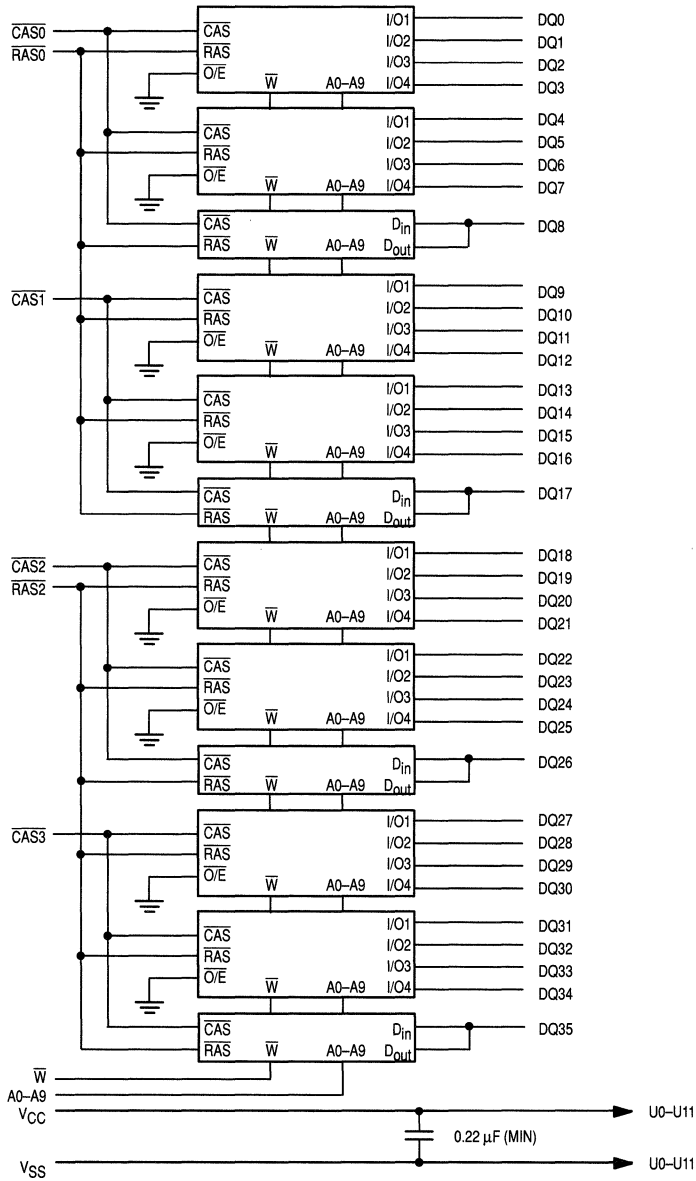 CAS0 CAS I/O1 DQ0
RAS0 RAS I/O2 DQ1
O/E I/O3 DQ2
W A0–A9 I/O4 DQ3
I/O1 DQ4
CAS I/O2 DQ5
RAS I/O3 DQ6
O/E W A0–A9 I/O4 DQ7
CAS Din DQ8
RAS W A0–A9 Dout
CAS1 CAS I/O1 DQ9
RAS I/O2 DQ10
O/E I/O3 DQ11
W A0–A9 I/O4 DQ12
I/O1 DQ13
CAS I/O2 DQ14
RAS I/O3 DQ15
O/E W A0–A9 I/O4 DQ16
CAS Din DQ17
RAS W A0–A9 Dout
CAS2 CAS I/O1 DQ18
RAS2 RAS I/O2 DQ19
O/E I/O3 DQ20
W A0–A9 I/O4 DQ21
I/O1 DQ22
CAS I/O2 DQ23
RAS I/O3 DQ24
O/E W A0–A9 I/O4 DQ25
CAS Din DQ26
RAS W A0–A9 Dout
CAS3 CAS I/O1 DQ27
RAS I/O2 DQ28
O/E I/O3 DQ29
W A0–A9 I/O4 DQ30
I/O1 DQ31
CAS I/O2 DQ32
RAS I/O3 DQ33
O/E W A0–A9 I/O4 DQ34
CAS Din DQ35
RAS W A0–A9 Dout
W
A0–A9
VCC U0–U11
0.22 μF (MIN)
VSS U0–U11